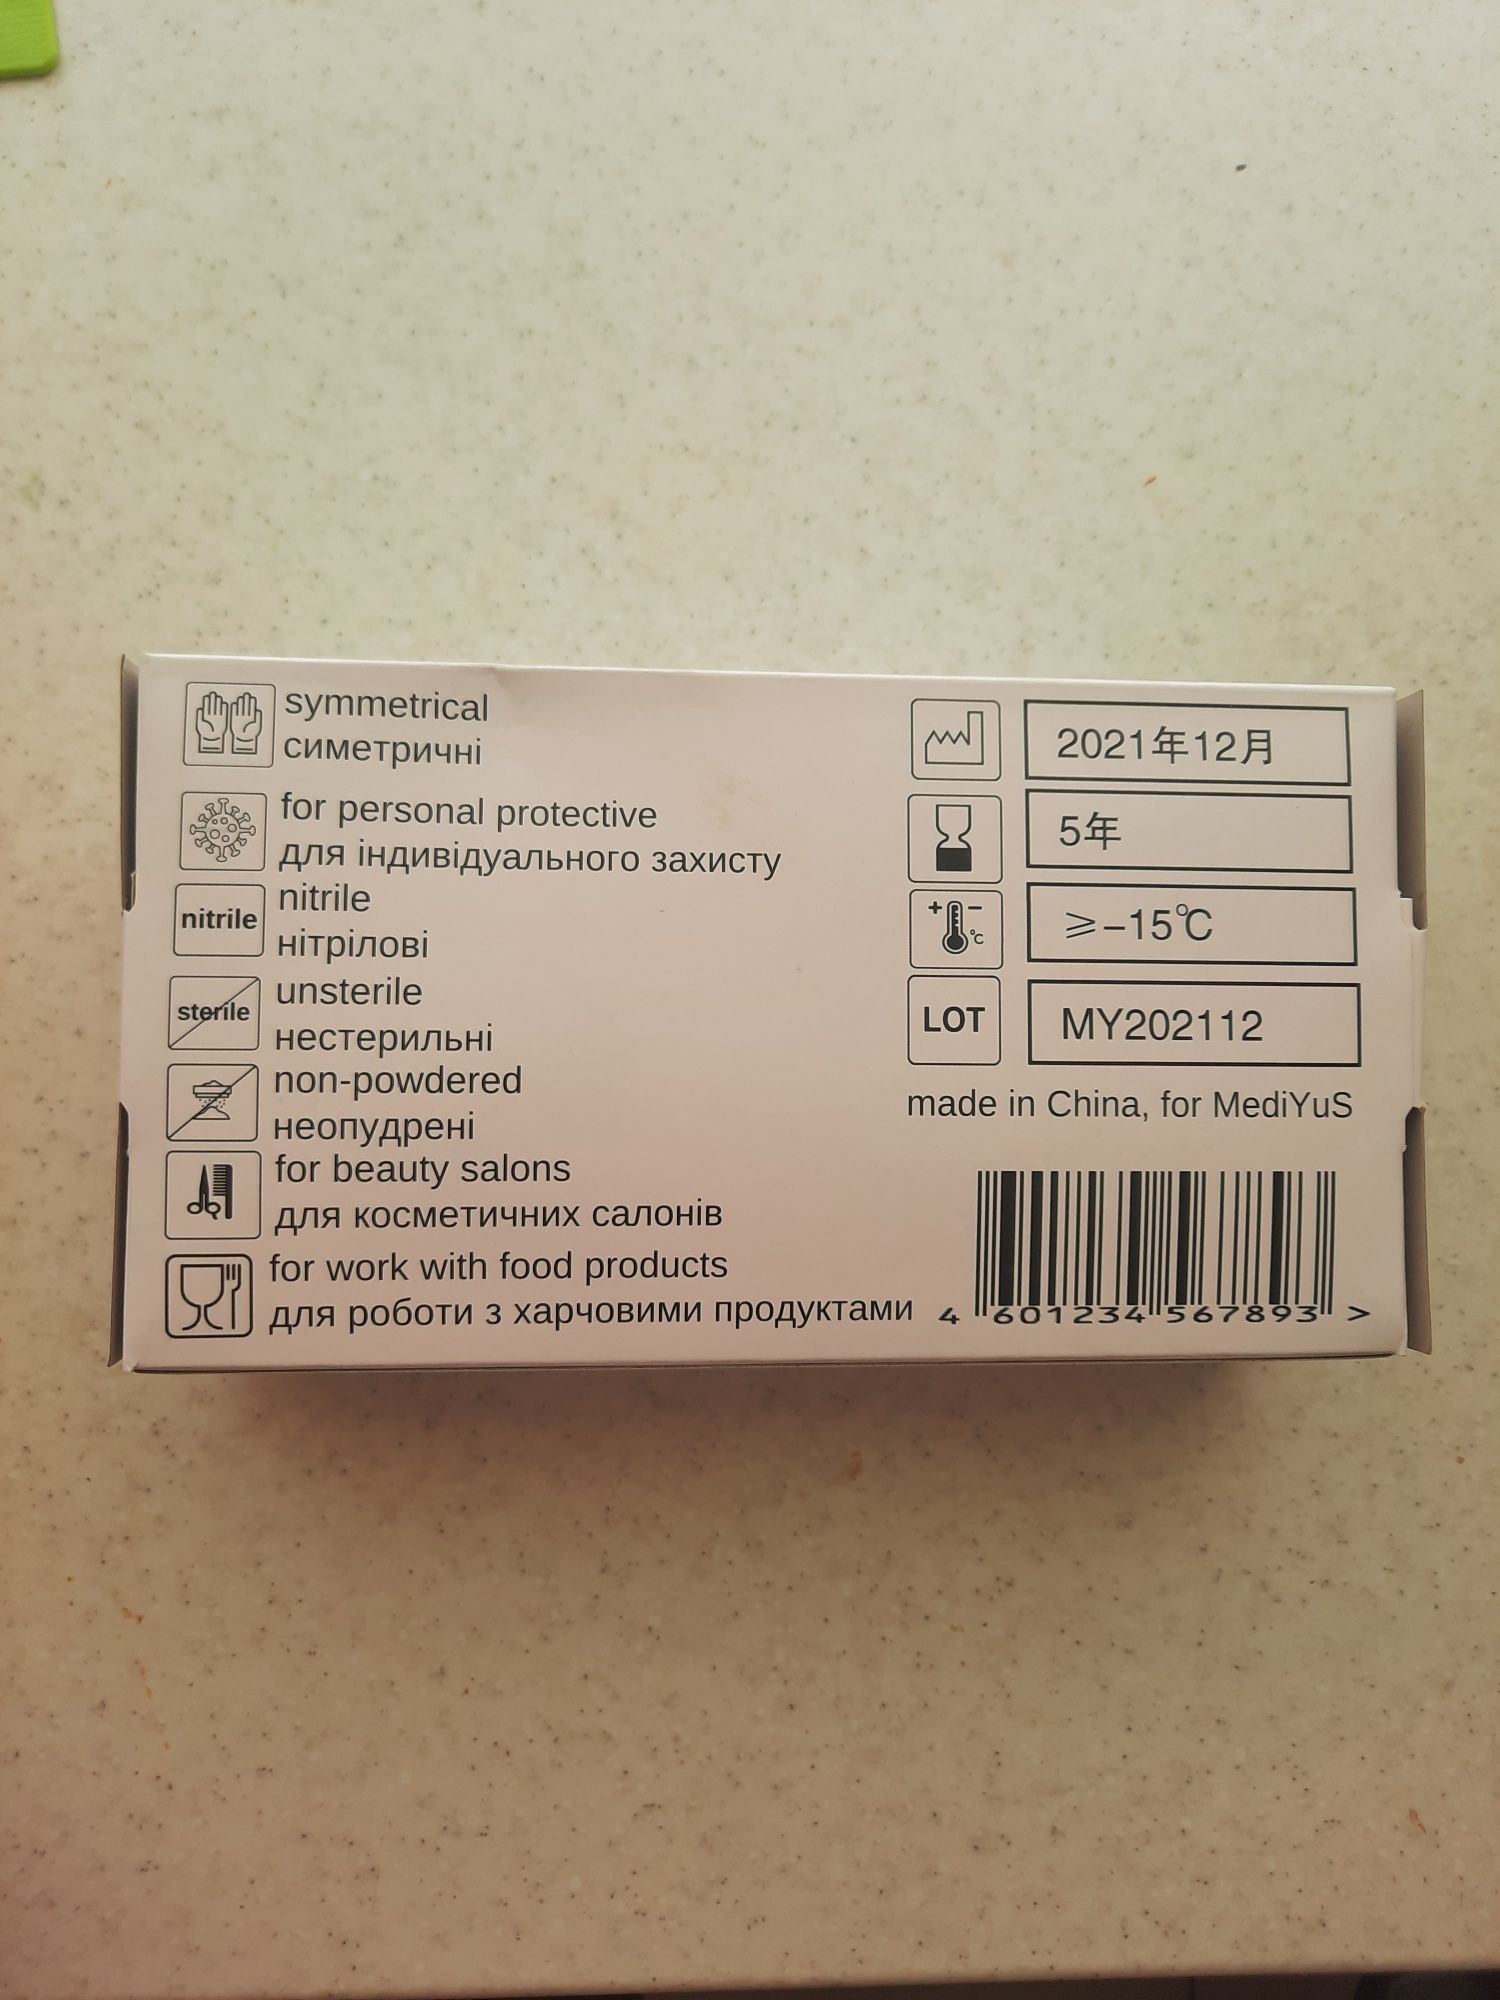 symmetrical
симетричні
for personal protective
для індивідуального захисту
nitrile
nitrile
нітрілові
sterile
unsterile
нестерильні
non-powdered
неопудрені
for beauty salons
для косметичних салонів
for work with food products
для роботи з харчовими продуктами
2021年12月
5年
+ - °C
≥-15℃
LOT
MY202112
made in China, for MediYuS
4 601234 567893 >